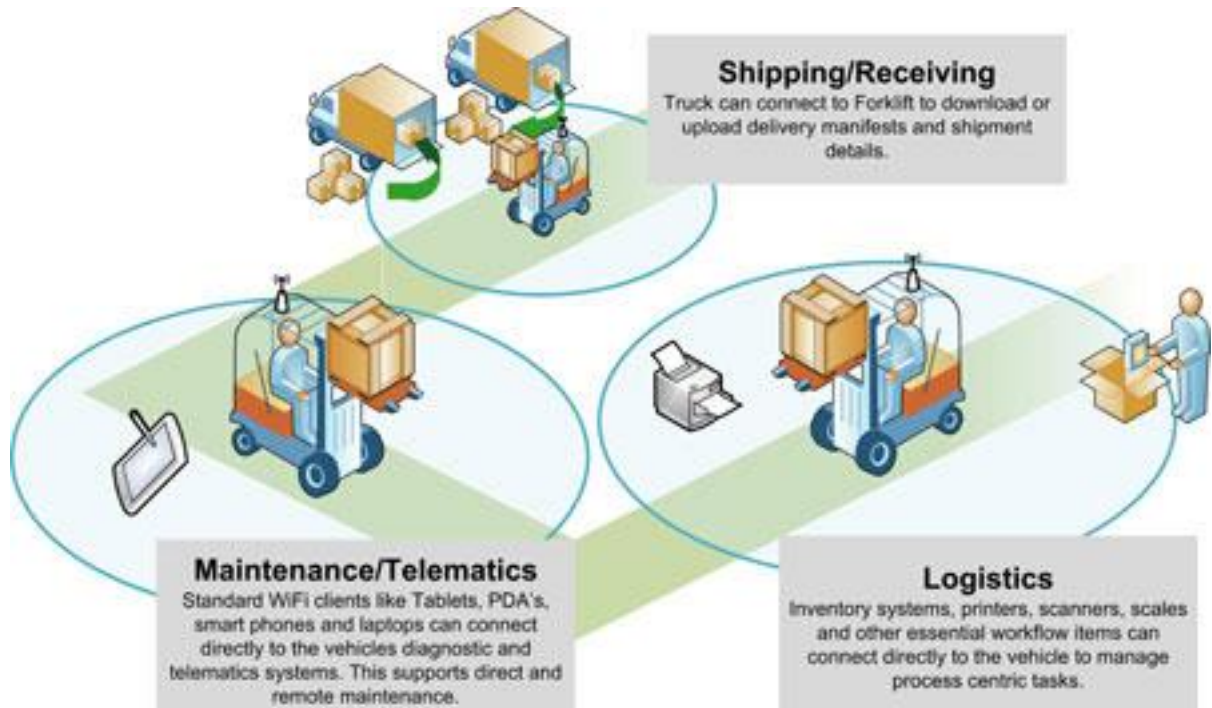 Shipping/Receiving
Truck can connect to Forklift to download or
upload delivery manifests and shipment
details.
Maintenance/Telematics
Standard WiFi clients like Tablets, PDA's,
smart phones and laptops can connect
directly to the vehicles diagnostic and
telematics systems. This supports direct and
remote maintenance.
Logistics
Inventory systems, printers, scanners, scales
and other essential workflow items can
connect directly to the vehicle to manage
process centric tasks.